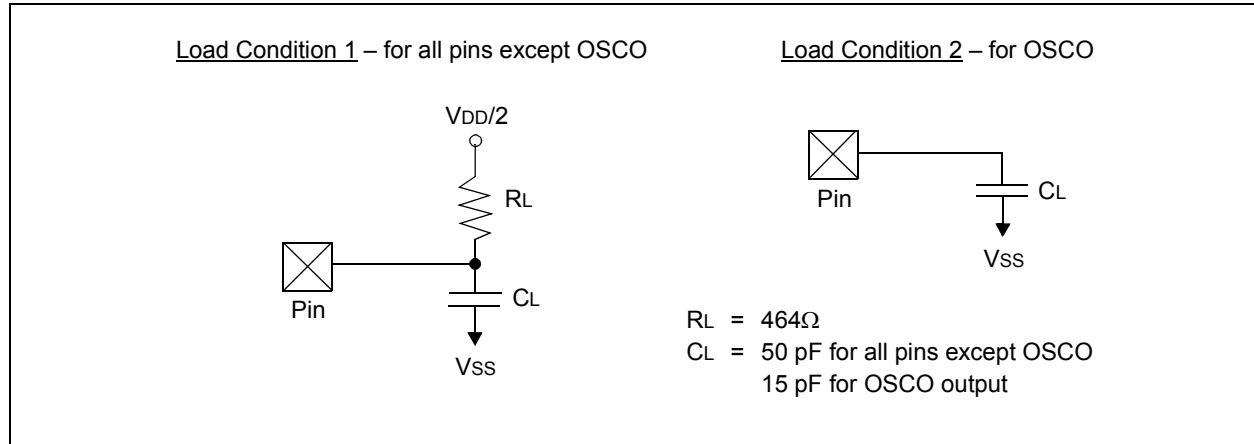 Load Condition 1 – for all pins except OSCO
VDD/2
RL
Pin
CL
VSS
Load Condition 2 – for OSCO
Pin
CL
VSS
RL = 464Ω
CL = 50 pF for all pins except OSCO
15 pF for OSCO output